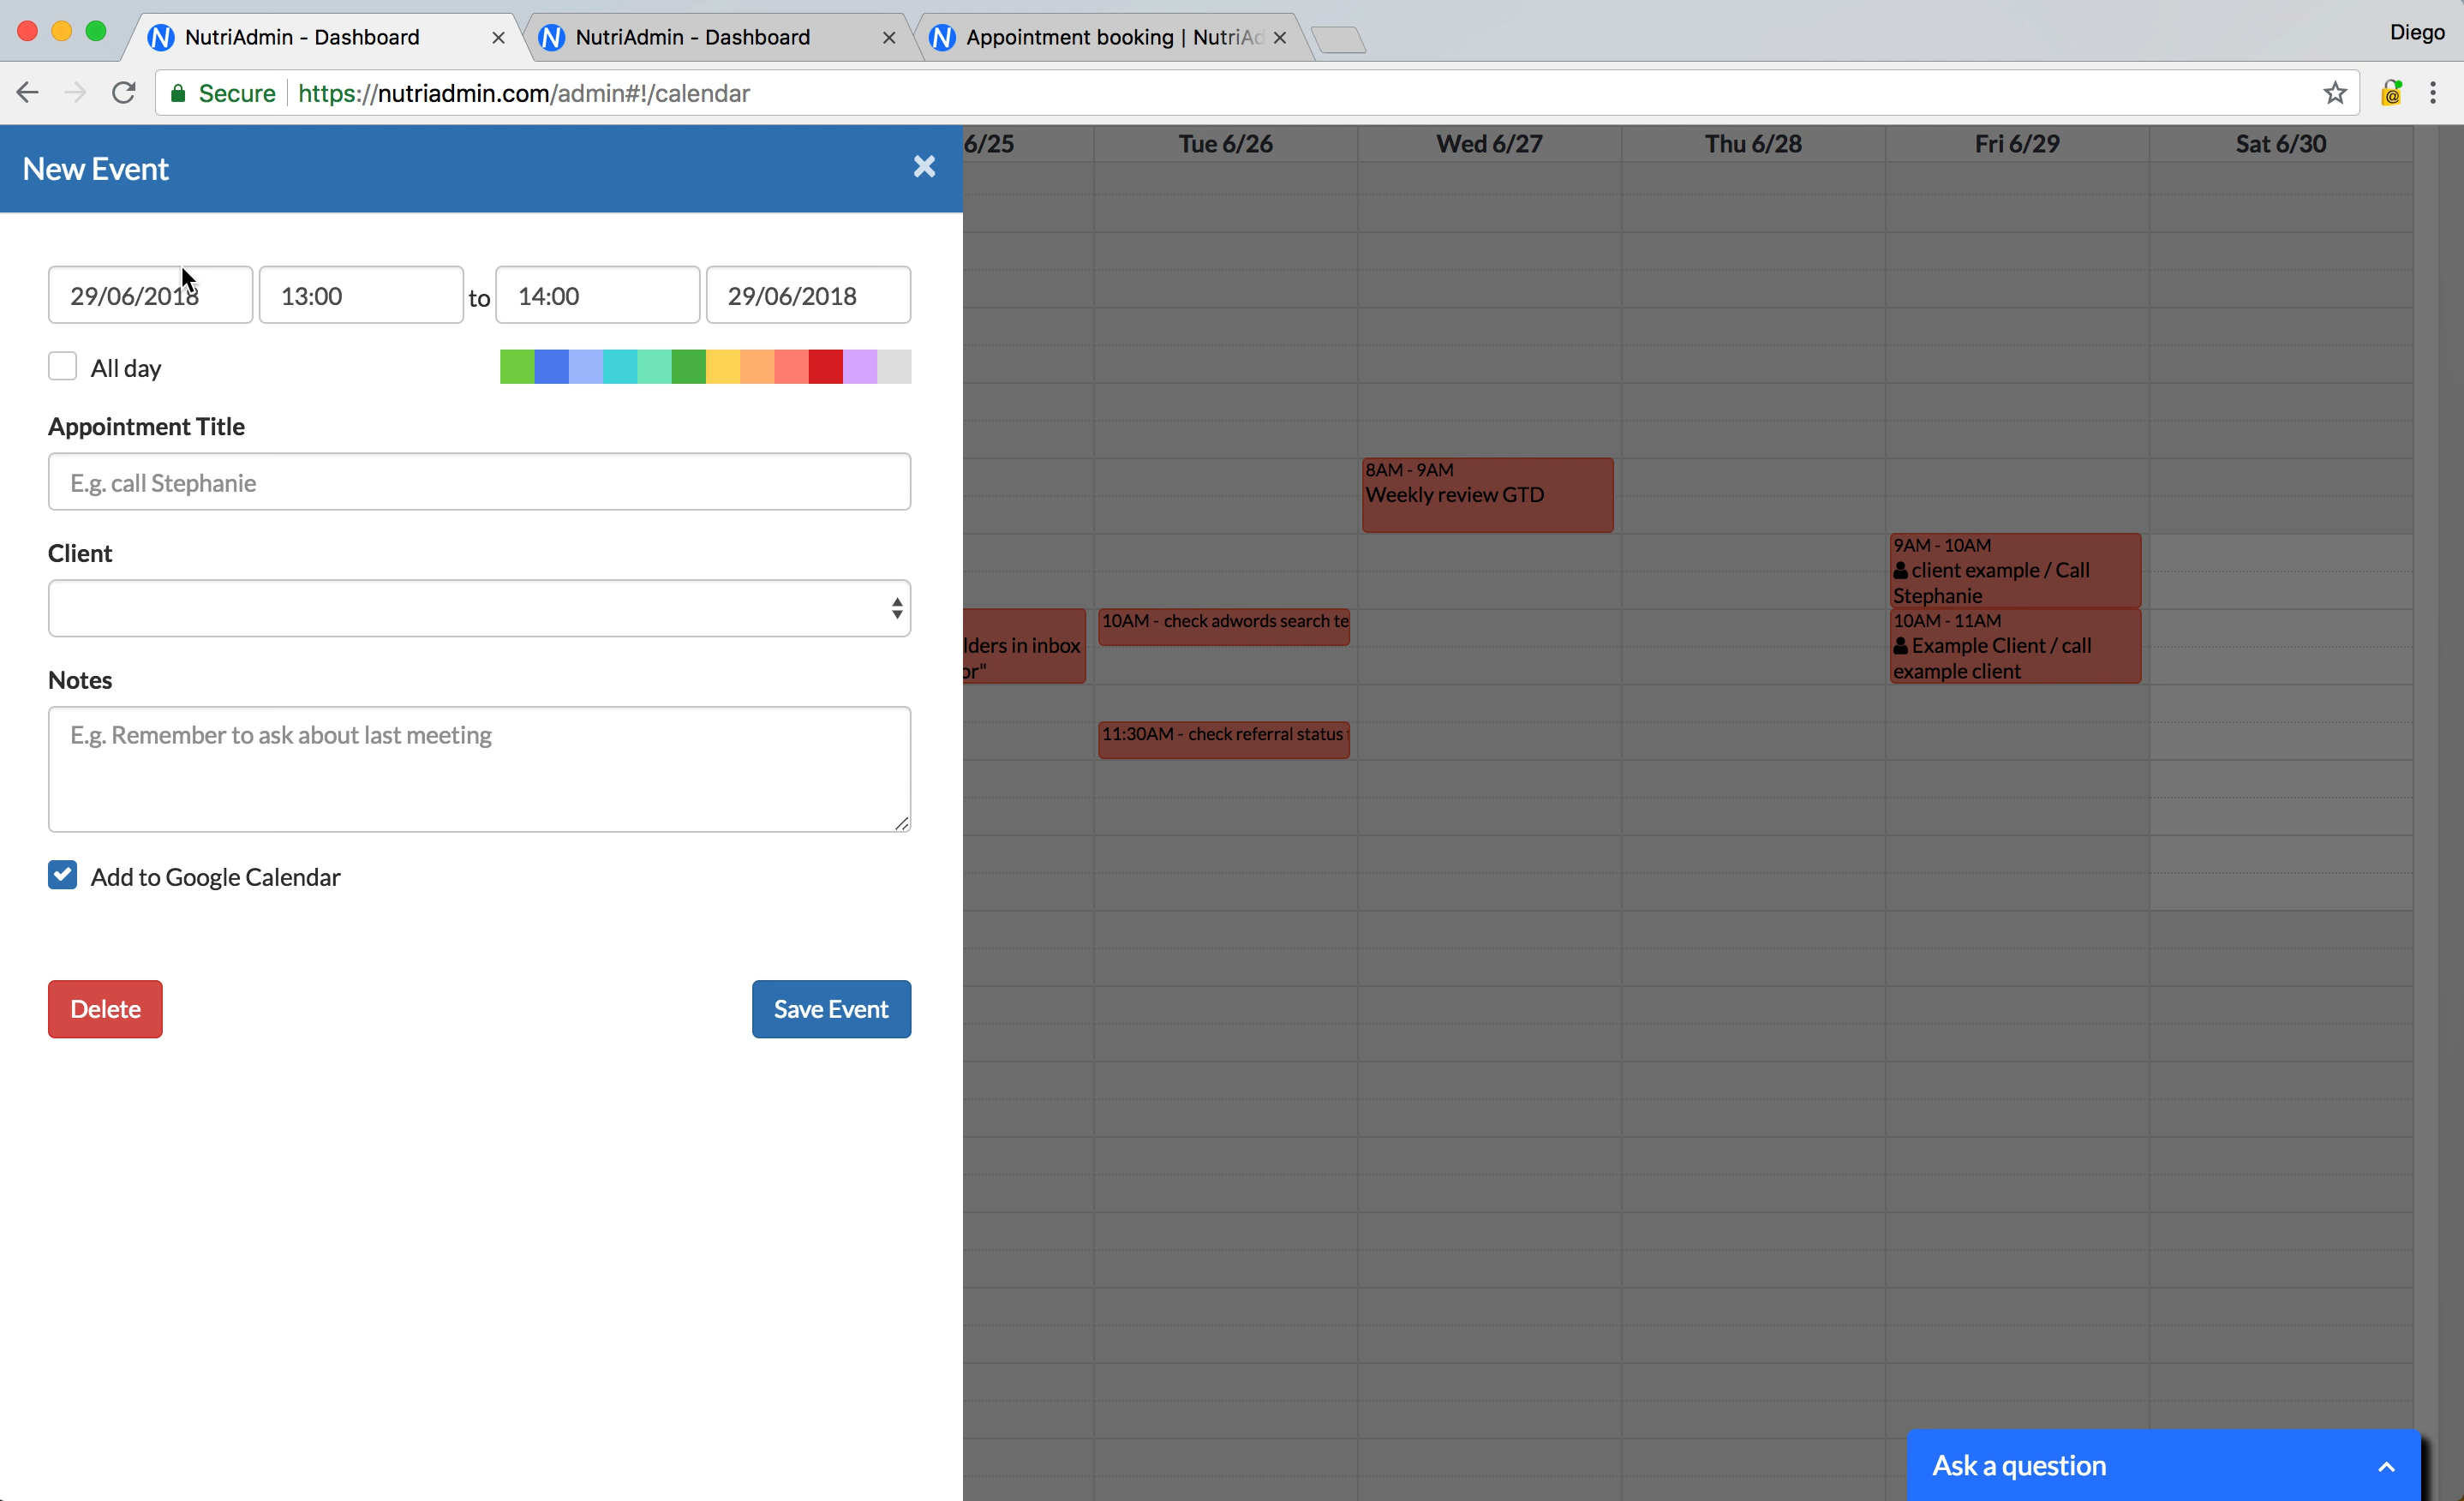 NutriAdmin - Dashboard
NutriAdmin - Dashboard
Appointment booking | NutriAd
Diego
Secure
https://nutriadmin.com/admin#!/calendar
New Event
29/06/2018
13:00
to
14:00
29/06/2018
All day
Appointment Title
E.g. call Stephanie
Client
Notes
E.g. Remember to ask about last meeting
Add to Google Calendar
Delete
Save Event
6/25
Tue 6/26
Wed 6/27
Thu 6/28
Fri 6/29
Sat 6/30
8AM - 9AM
Weekly review GTD
9AM - 10AM
client example / Call
Stephanie
lders in inbox
or"
10AM - check adwords search te
10AM - 11AM
Example Client / call
example client
11:30AM - check referral status
Ask a question